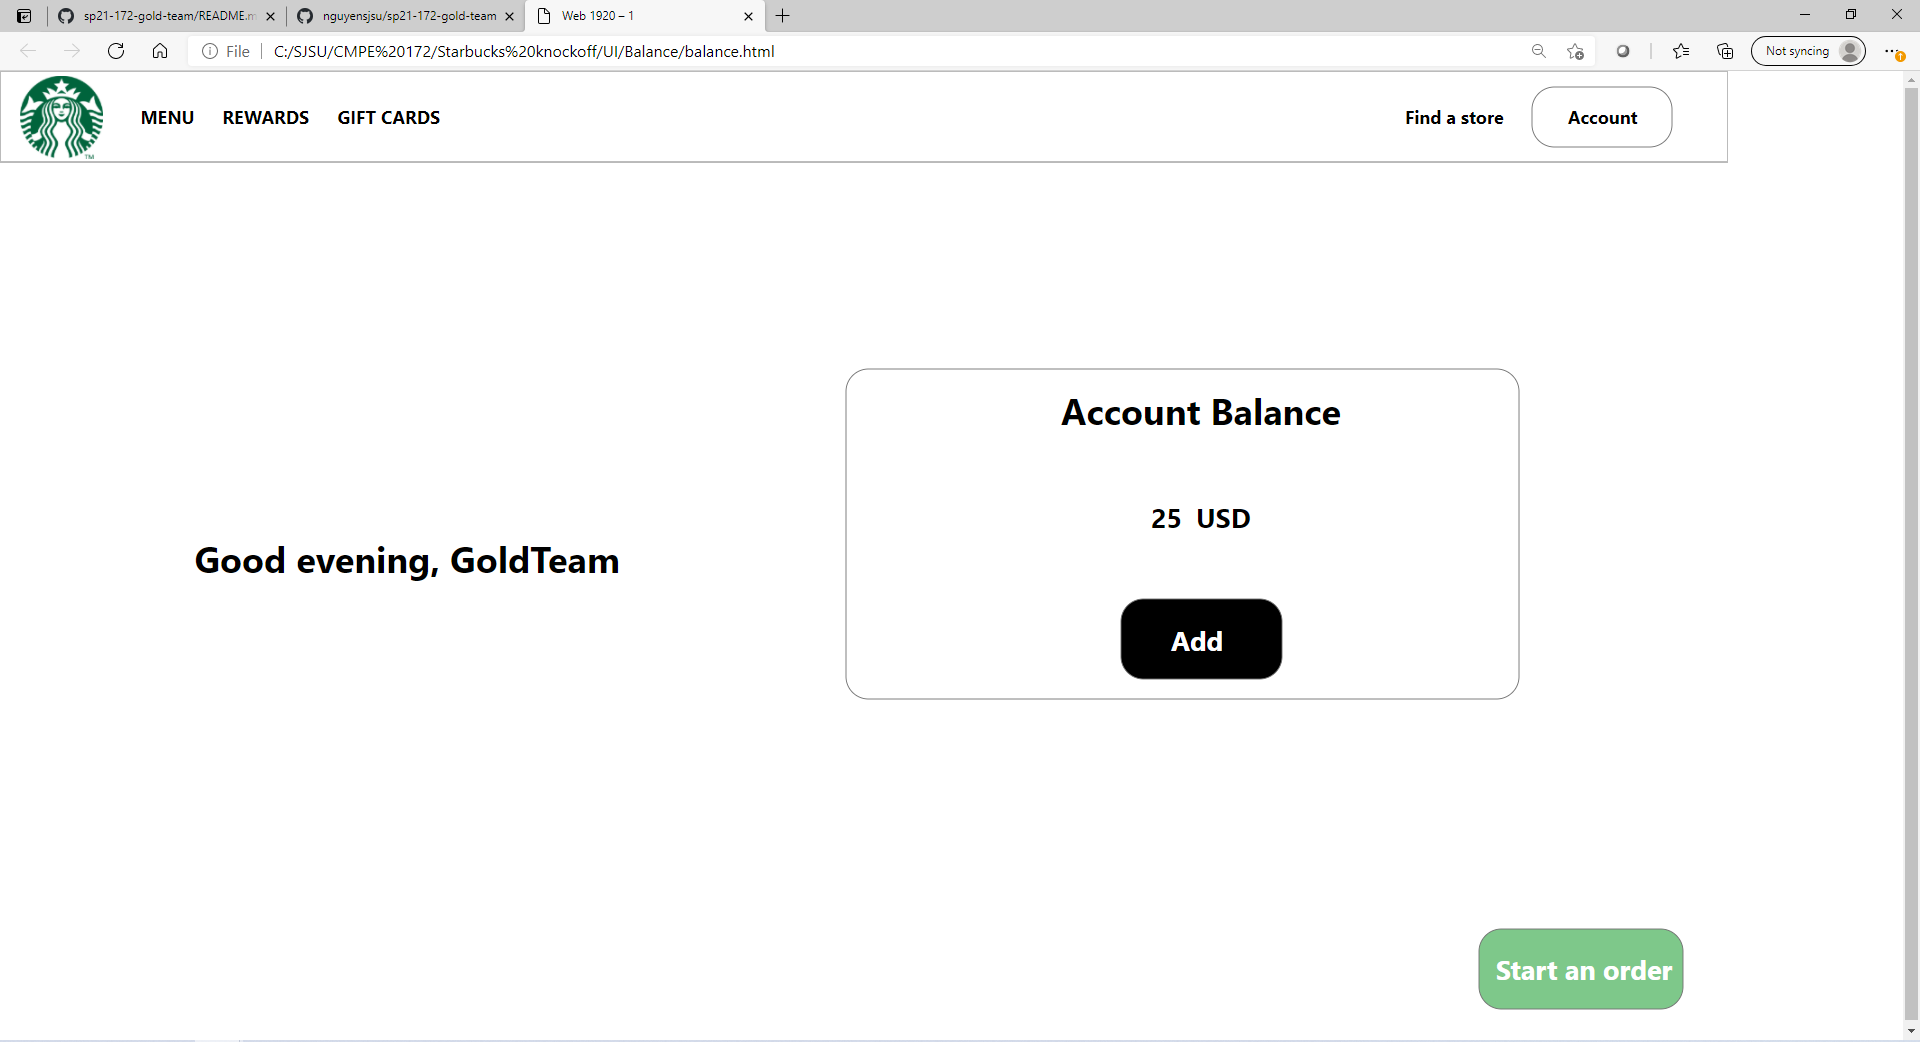 sp21-172-gold-team/README.m
nguyensjsu/sp21-172-gold-team
Web 1920 – 1
File
C:/SJSU/CMPE%20172/Starbucks%20knockoff/UI/Balance/balance.html
Not syncing
MENU REWARDS GIFT CARDS Find a store Account
TM
Account Balance
25 USD
Good evening, GoldTeam
Add
Start an order